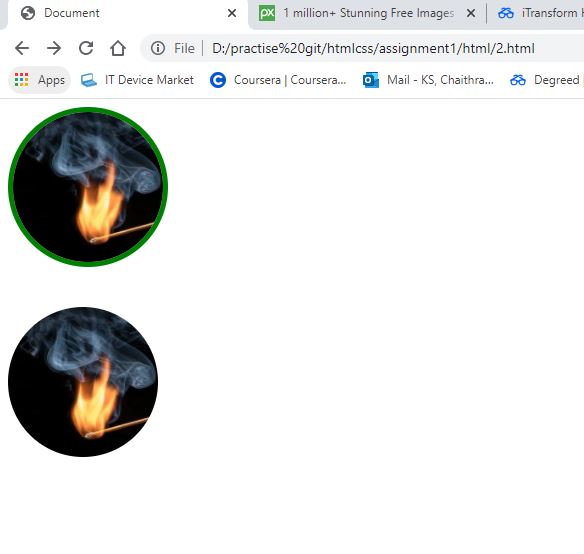 Document
px 1 million+ Stunning Free Images
iTransform H
File D:/practise%20git/htmlcss/assignment1/html/2.html
Apps
IT Device Market
Coursera | Coursera...
Mail - KS, Chaithra...
Degreed